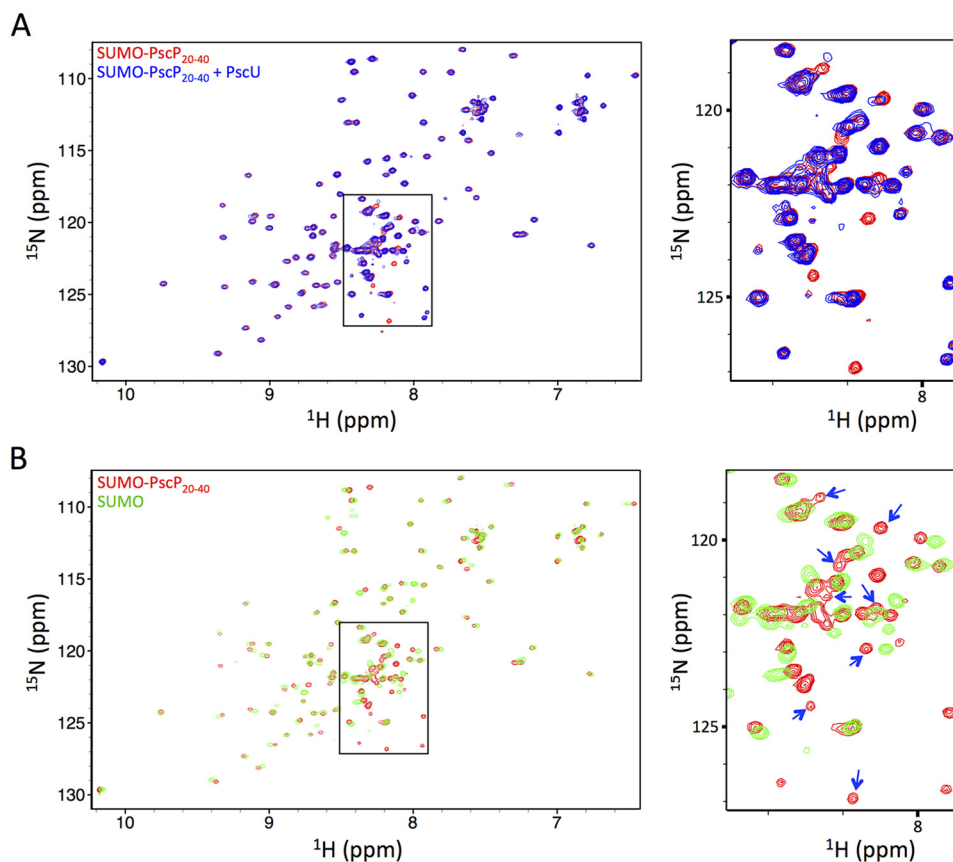 A
SUMO-PscP20-40
SUMO-PscP20-40 + PscU
110
115
120
125
130
15N (ppm)
10 9 8 7
1H (ppm)
120
125
15N (ppm)
8
1H (ppm)
B
SUMO-PscP20-40
SUMO
110
115
120
125
130
15N (ppm)
10 9 8 7
1H (ppm)
120
125
15N (ppm)
8
1H (ppm)